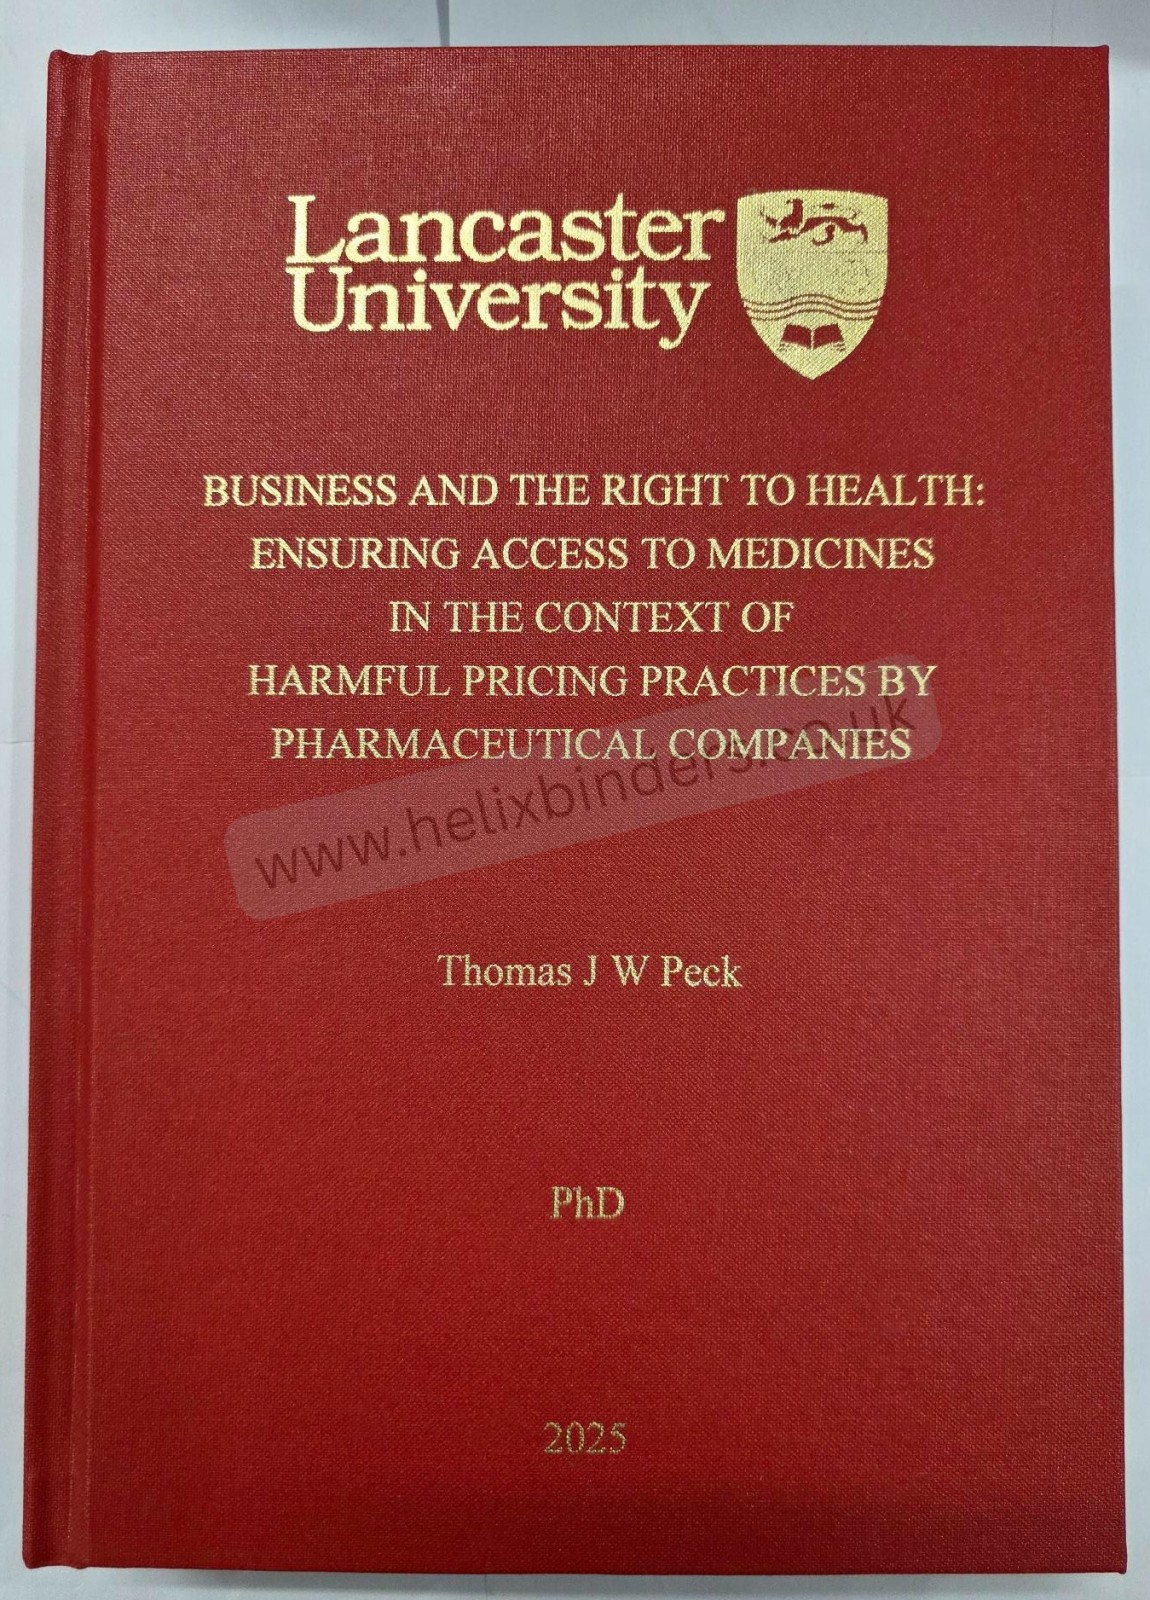 Lancaster
University
BUSINESS AND THE RIGHT TO HEALTH:
ENSURING ACCESS TO MEDICINES
IN THE CONTEXT OF
HARMFUL PRICING PRACTICES BY
PHARMACEUTICAL COMPANIES
www.helixbinders.co.uk
Thomas J W Peck
PhD
2025